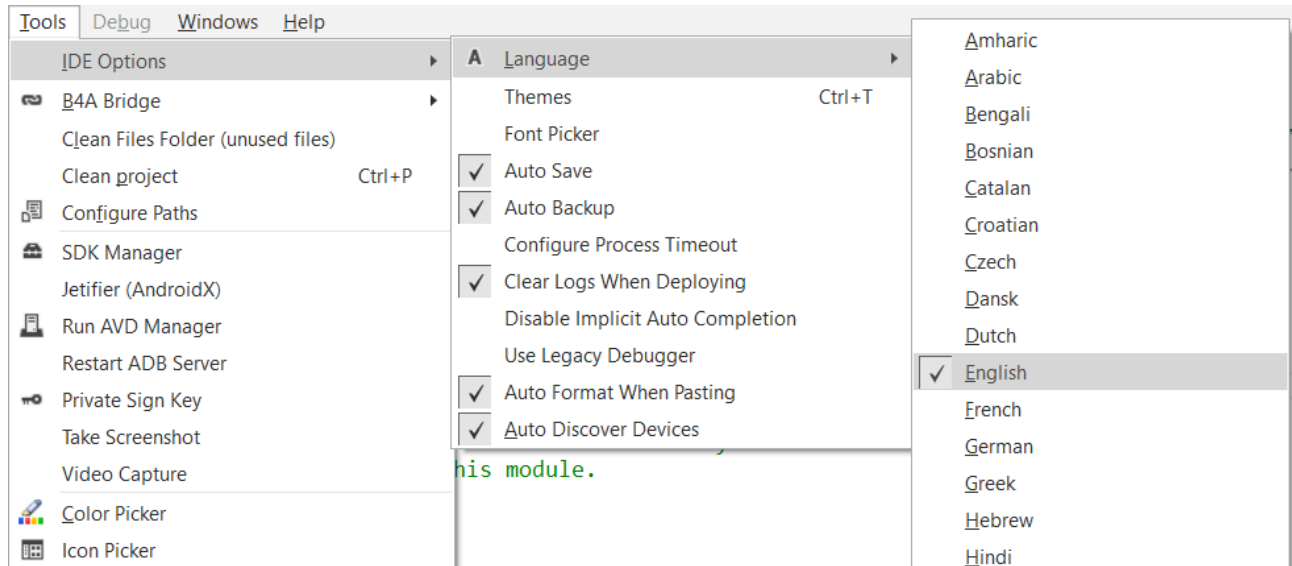 Tools Debug Windows Help
IDE Options
B4A Bridge
Clean Files Folder (unused files)
Clean project Ctrl+P
Configure Paths
SDK Manager
Jetifier (AndroidX)
Run AVD Manager
Restart ADB Server
Private Sign Key
Take Screenshot
Video Capture
Color Picker
Icon Picker
A Language
Themes Ctrl+T
Font Picker
Auto Save
Auto Backup
Configure Process Timeout
Clear Logs When Deploying
Disable Implicit Auto Completion
Use Legacy Debugger
Auto Format When Pasting
Auto Discover Devices
his module.
Amharic
Arabic
Bengali
Bosnian
Catalan
Croatian
Czech
Dansk
Dutch
English
French
German
Greek
Hebrew
Hindi